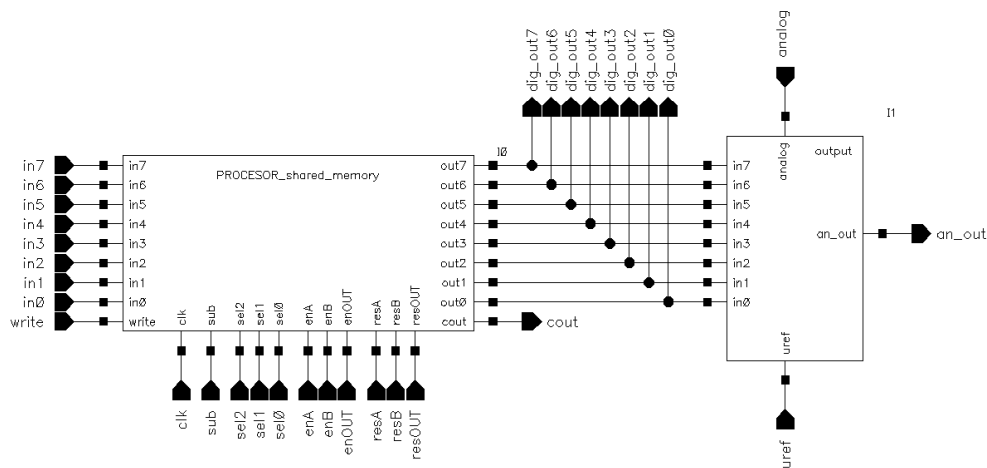 dig_out7
dig_out6
dig_out5
dig_out4
dig_out3
dig_out2
dig_out1
dig_out0
analog
I1
I0
in7
in6
in5
in4
in3
in2
in1
in0
write
PROCESOR_shared_memory
in7
in6
in5
in4
in3
in2
in1
in0
write
clk
sub
sel2
sel1
sel0
enA
enB
enOUT
resA
resB
resOUT
out7
out6
out5
out4
out3
out2
out1
out0
cout
cout
clk
sub
sel2
sel1
sel0
enA
enB
enOUT
resA
resB
resOUT
analog
output
in7
in6
in5
in4
in3
in2
in1
in0
an_out
an_out
uref
uref